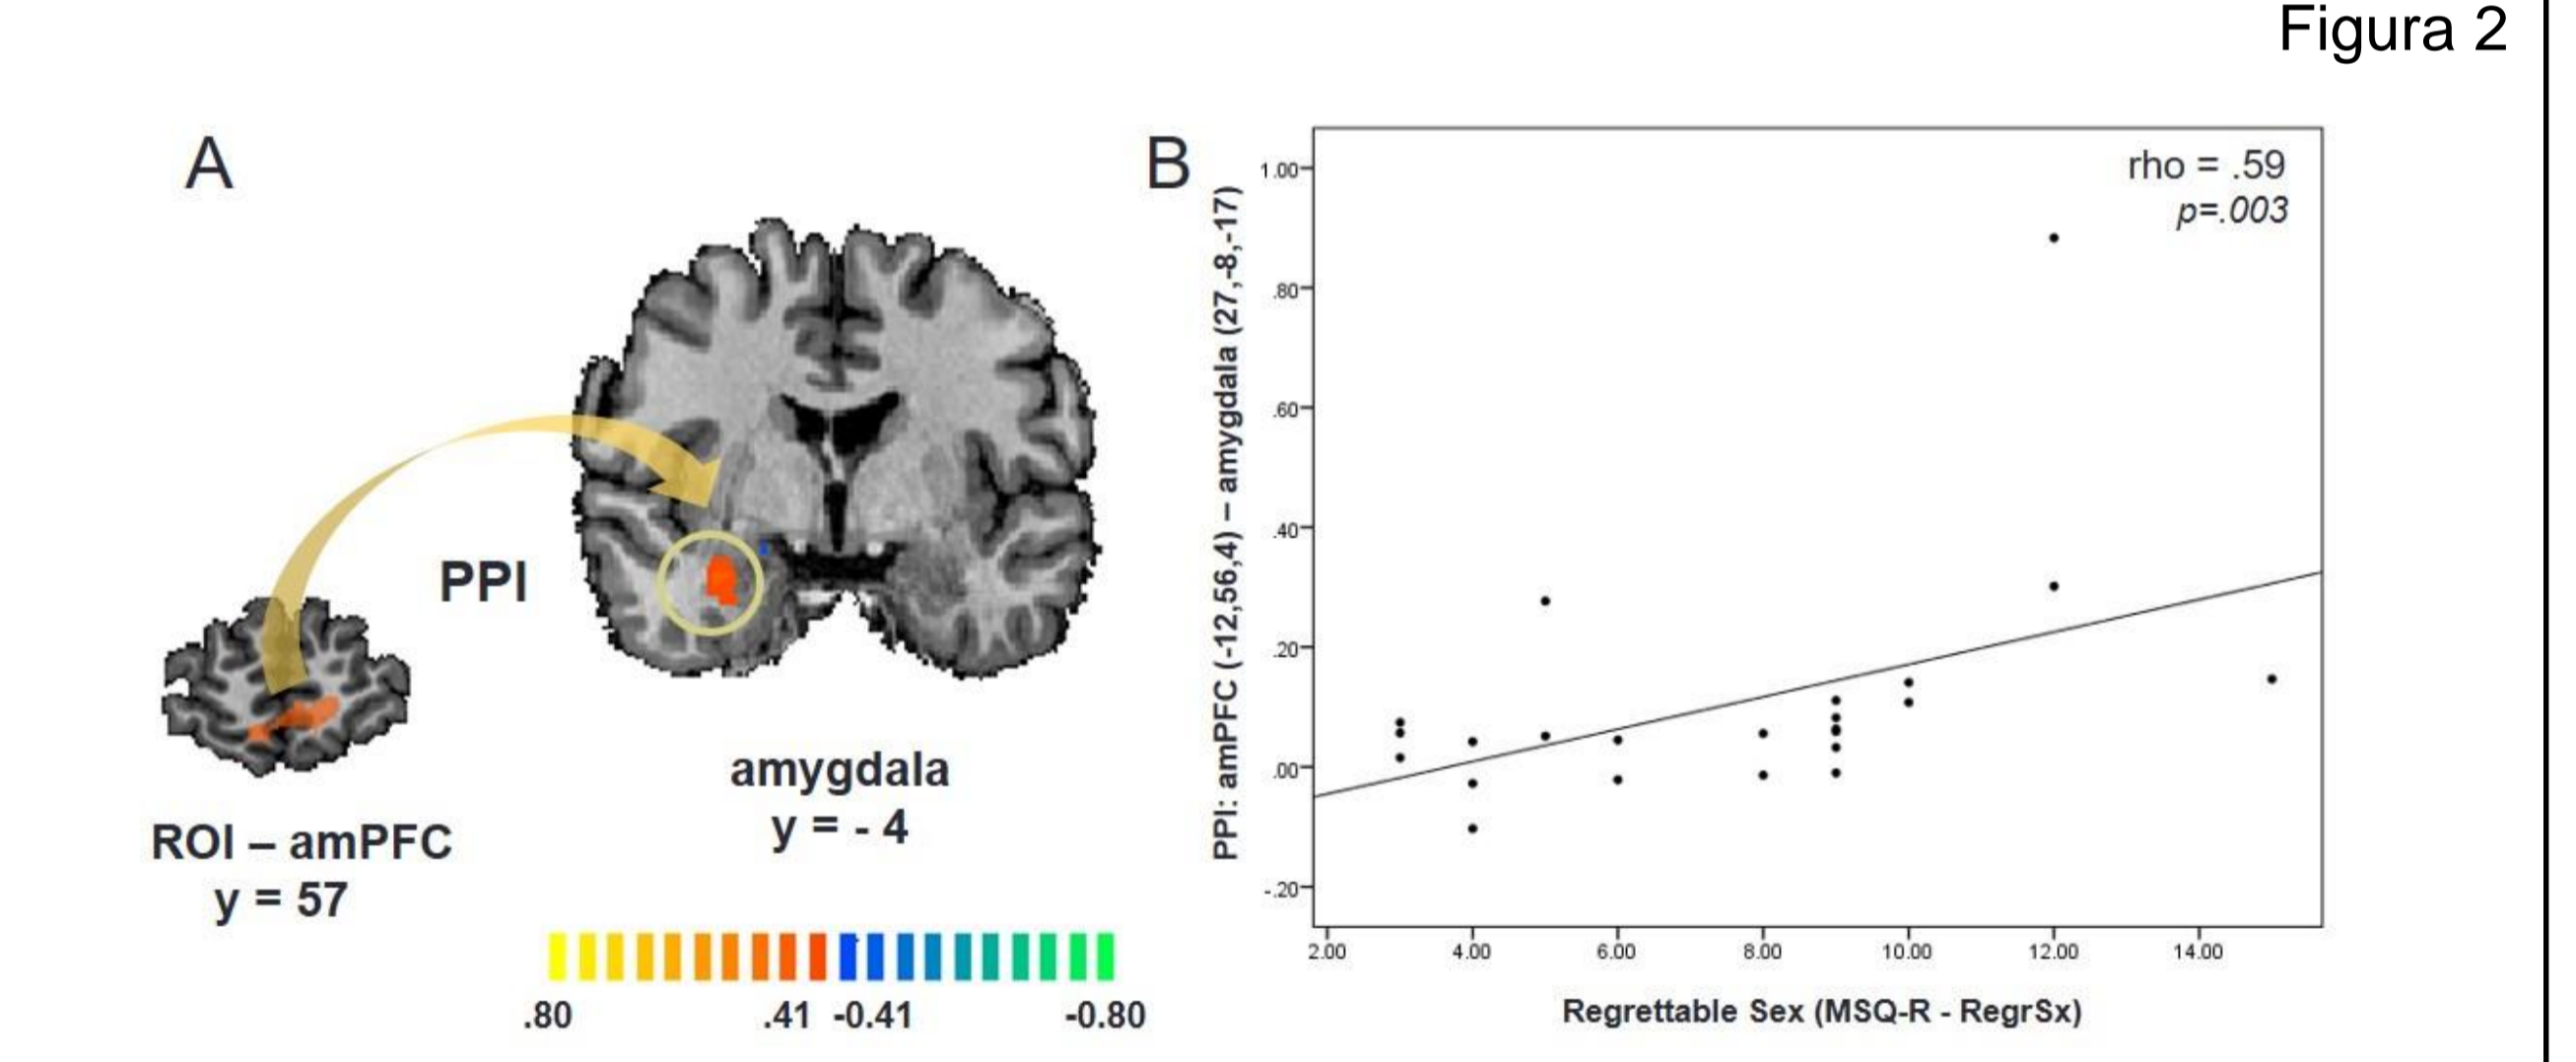 Figura 2
A
PPI
ROI – amPFC
y = 57
amygdala
y = - 4
.80 .41 -0.41 -0.80
B
PPI: amPFC (-12,56,4) – amygdala (27,-8,-17)
1.00
.80
.60
.40
.20
.00
-.20
rho = .59
p=.003
2.00 4.00 6.00 8.00 10.00 12.00 14.00
Regrettable Sex (MSQ-R - RegrSx)